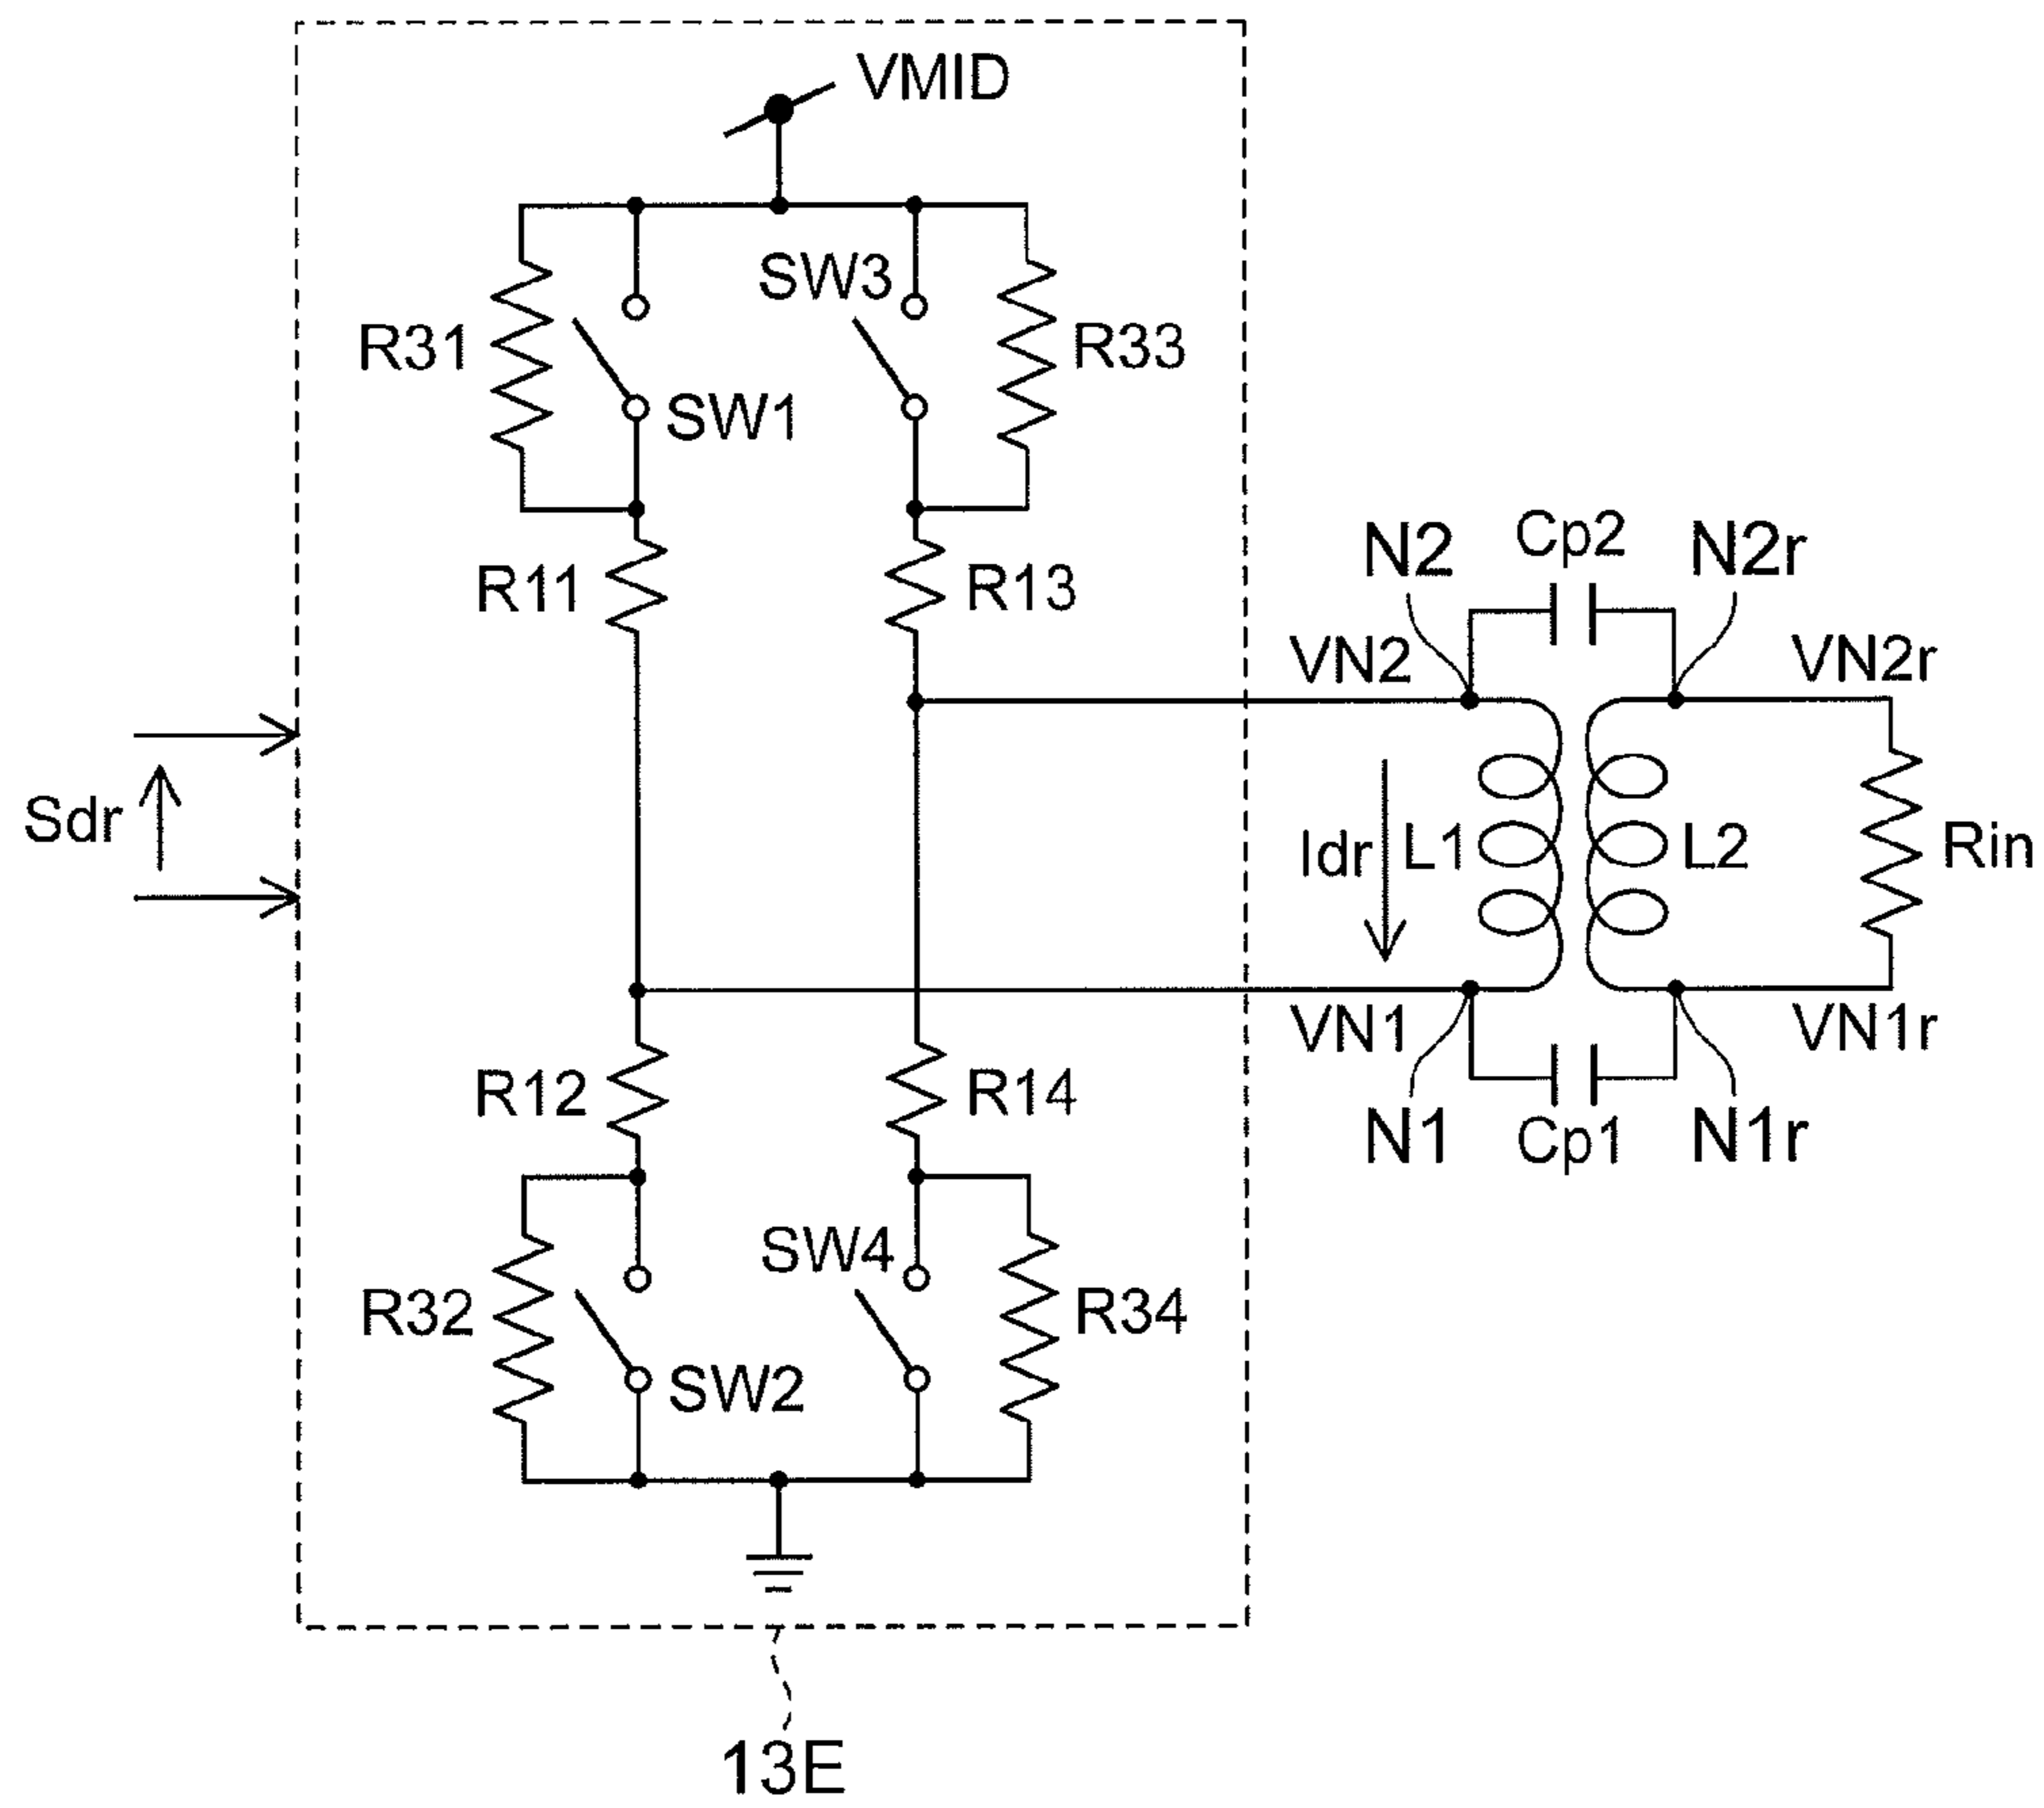 VMID
SW3
R31
R33
SW1
R11
R13
N2
Cp2
N2r
VN2
VN2r
Sdr
Idr
L1
L2
Rin
VN1
VN1r
R12
R14
N1
Cp1
N1r
SW4
R32
R34
SW2
13E